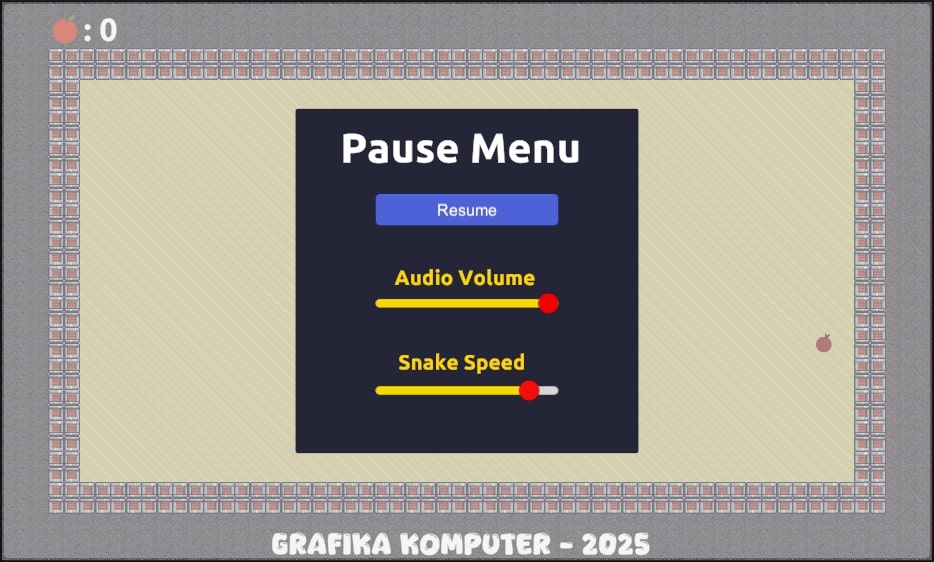 : 0
Pause Menu
Resume
Audio Volume
Snake Speed
GRAFIKA KOMPUTER - 2025